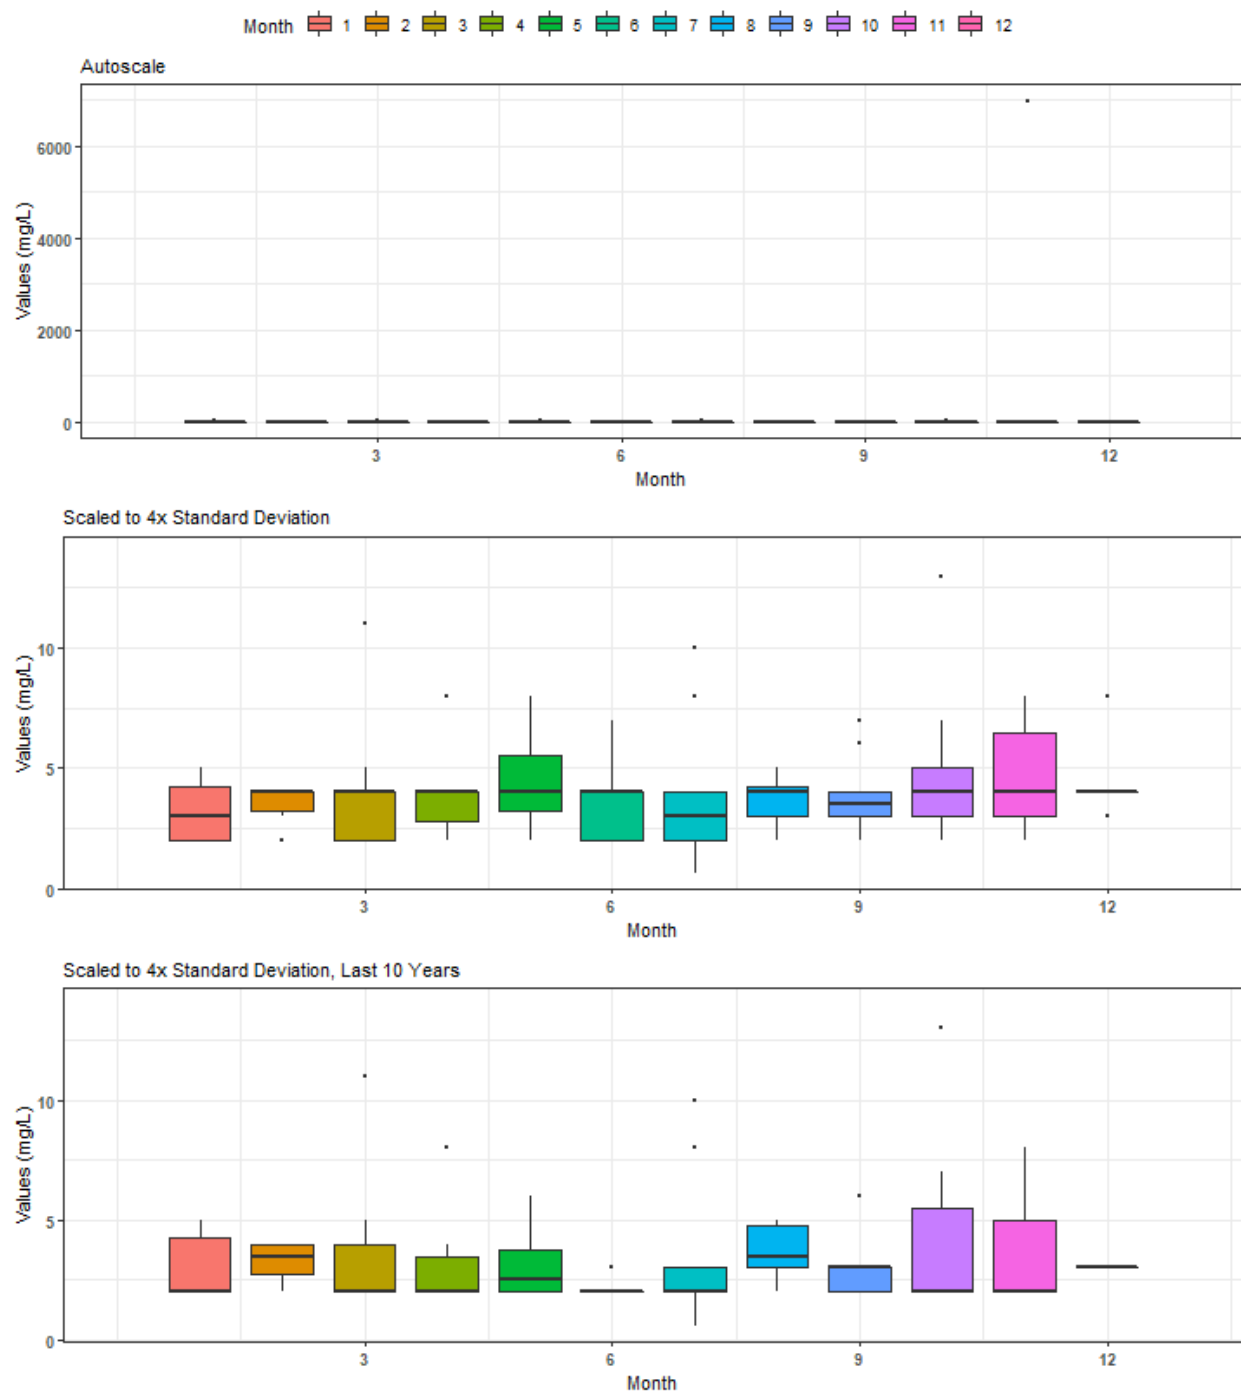 Month 1 2 3 4 5 6 7 8 9 10 11 12
Autoscale
Values (mg/L)
6000
4000
2000
0
3 6 9 12
Month
Scaled to 4x Standard Deviation
Values (mg/L)
10
5
0
3 6 9 12
Month
Scaled to 4x Standard Deviation, Last 10 Years
Values (mg/L)
10
5
0
3 6 9 12
Month